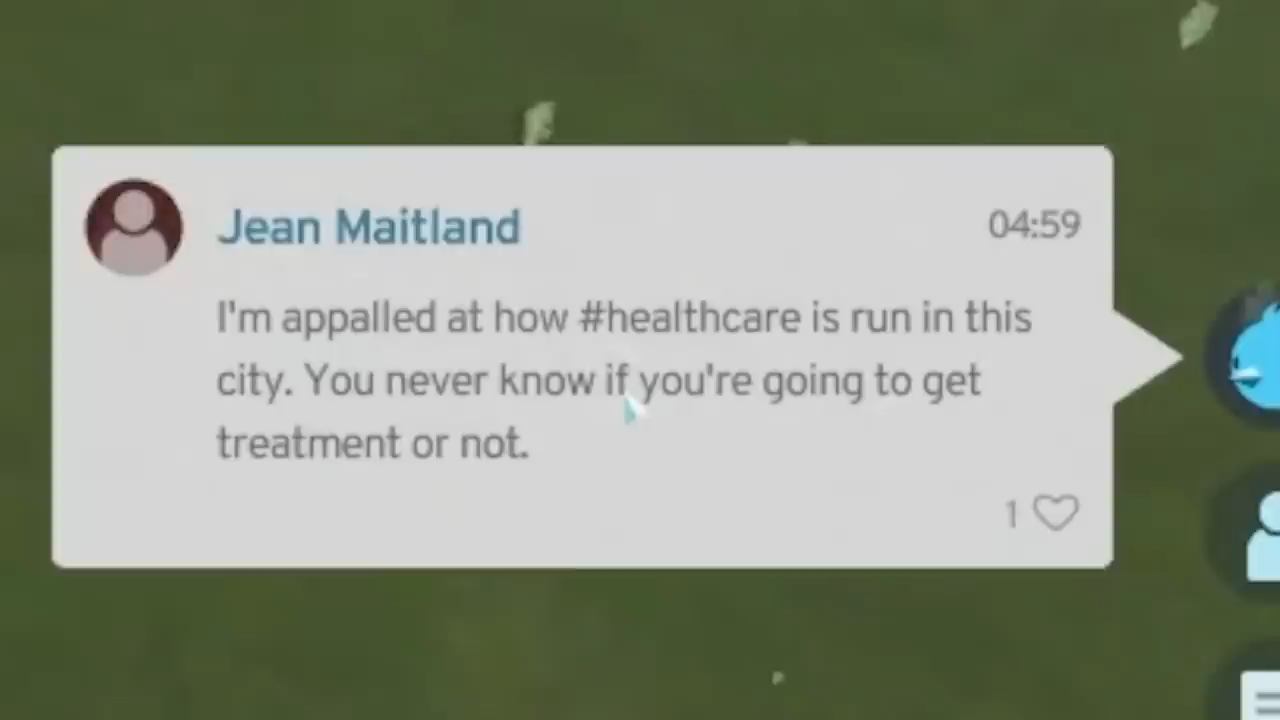 Jean Maitland
04:59
I'm appalled at how #healthcare is run in this
city. You never know if you're going to get
treatment or not.
1